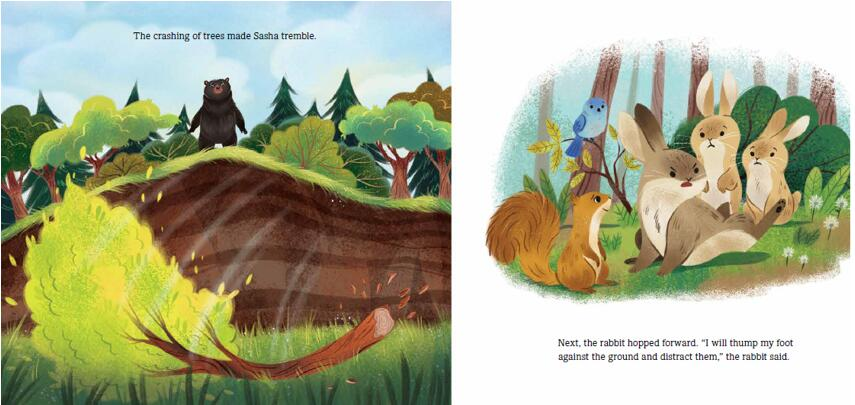 The crashing of trees made Sasha tremble.
Next, the rabbit hopped forward. “I will thump my foot
against the ground and distract them,” the rabbit said.